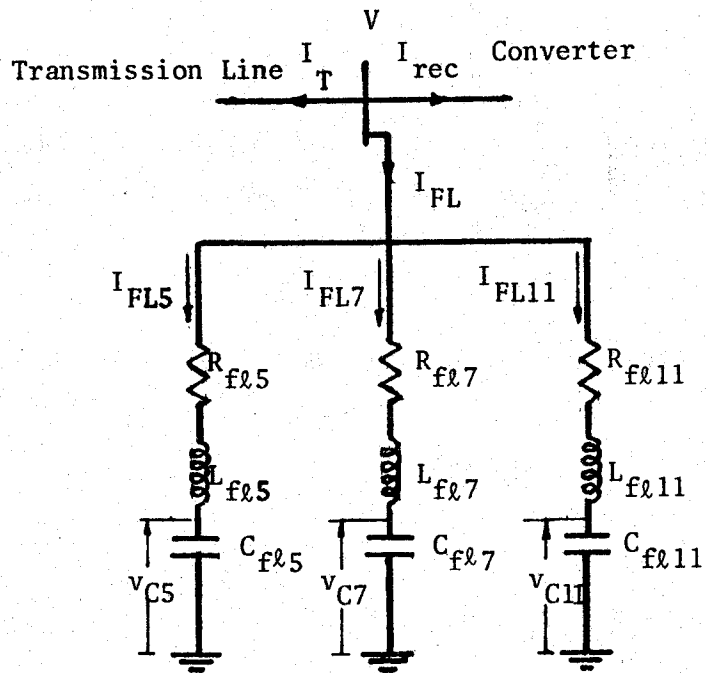 V
Transmission Line I_T I_rec Converter
I_FL
I_FL5 I_FL7 I_FL11
R_fℓ5 R_fℓ7 R_fℓ11
L_fℓ5 L_fℓ7 L_fℓ11
C_fℓ5 C_fℓ7 C_fℓ11
v_C5 v_C7 v_C11